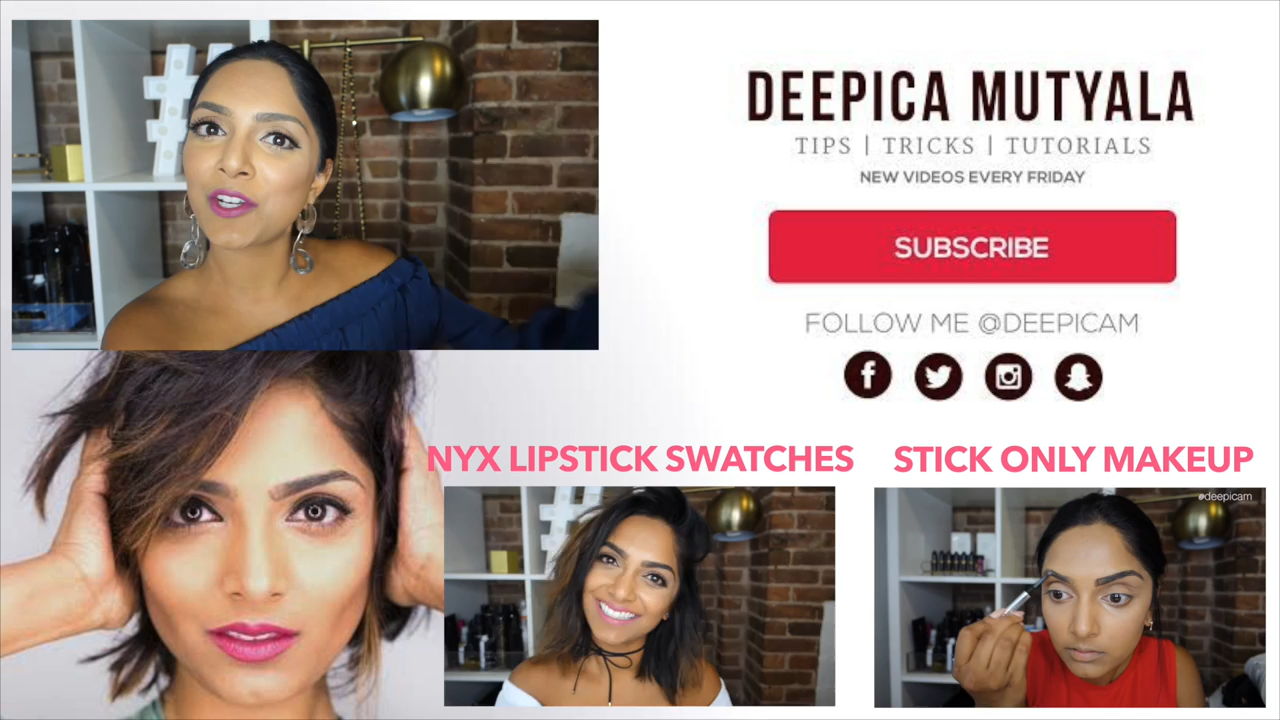 DEEPICA MUTYALA
TIPS | TRICKS | TUTORIALS
NEW VIDEOS EVERY FRIDAY
SUBSCRIBE
FOLLOW ME @DEEPICAM
NYX LIPSTICK SWATCHES
STICK ONLY MAKEUP
@deepicam